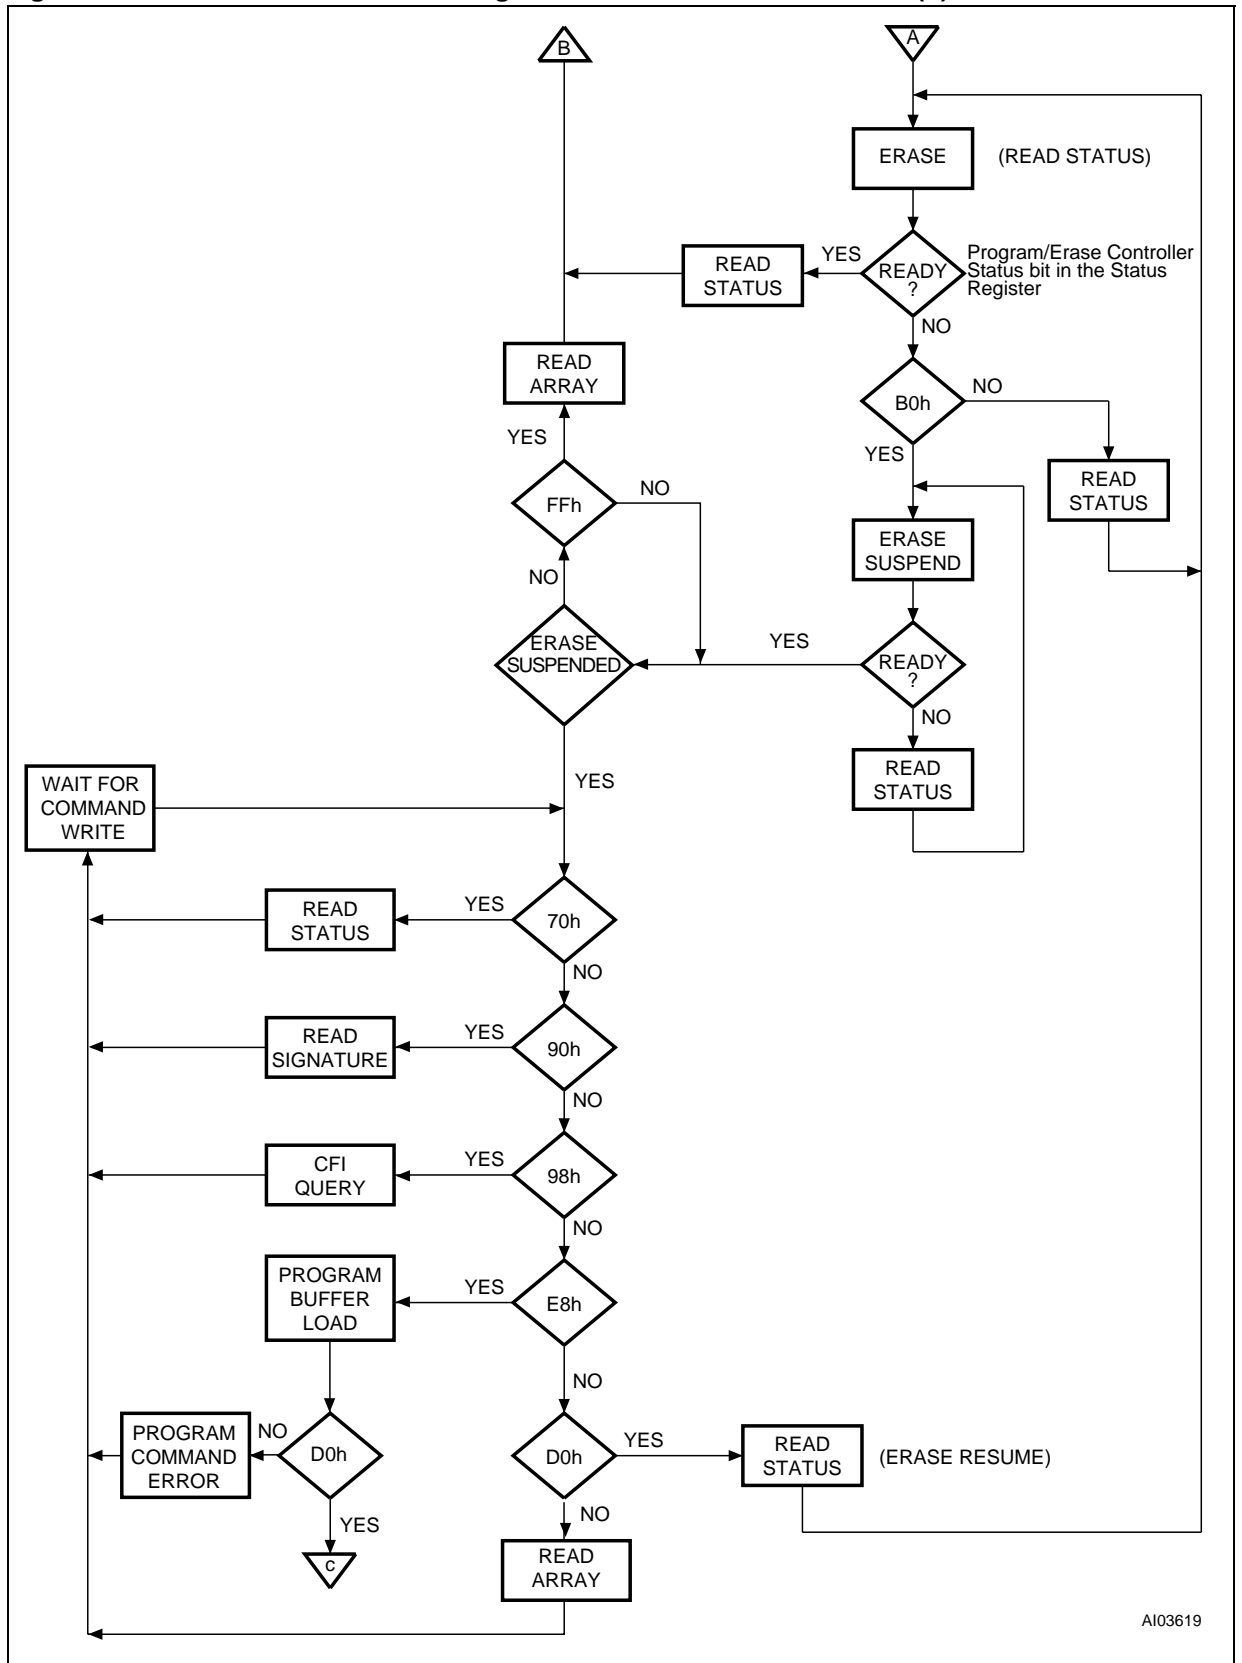 B
A
ERASE
(READ STATUS)
READ
STATUS
YES
READY
?
Program/Erase Controller
Status bit in the Status
Register
NO
READ
ARRAY
B0h
NO
YES
YES
READ
STATUS
FFh
NO
ERASE
SUSPEND
NO
ERASE
SUSPENDED
YES
READY
?
NO
WAIT FOR
COMMAND
WRITE
YES
READ
STATUS
READ
STATUS
YES
70h
NO
READ
SIGNATURE
YES
90h
NO
CFI
QUERY
YES
98h
NO
PROGRAM
BUFFER
LOAD
YES
E8h
NO
PROGRAM
COMMAND
ERROR
NO
D0h
D0h
YES
READ
STATUS
(ERASE RESUME)
YES
NO
c
READ
ARRAY
AI03619